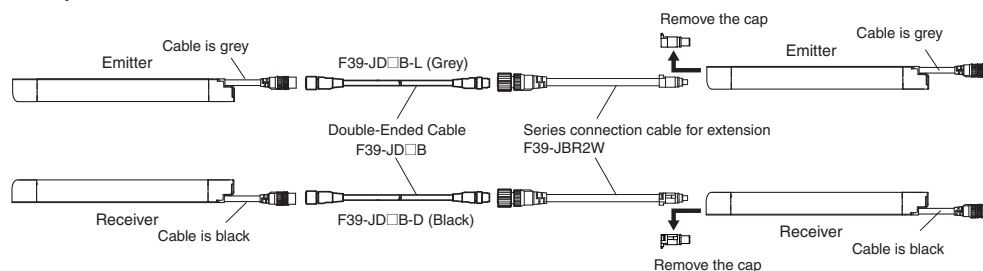 Remove the cap
Cable is grey
Emitter
F39-JD□B-L (Grey)
Emitter
Cable is grey
Double-Ended Cable
F39-JD□B
Series connection cable for extension
F39-JBR2W
Receiver
Cable is black
F39-JD□B-D (Black)
Receiver
Cable is black
Remove the cap